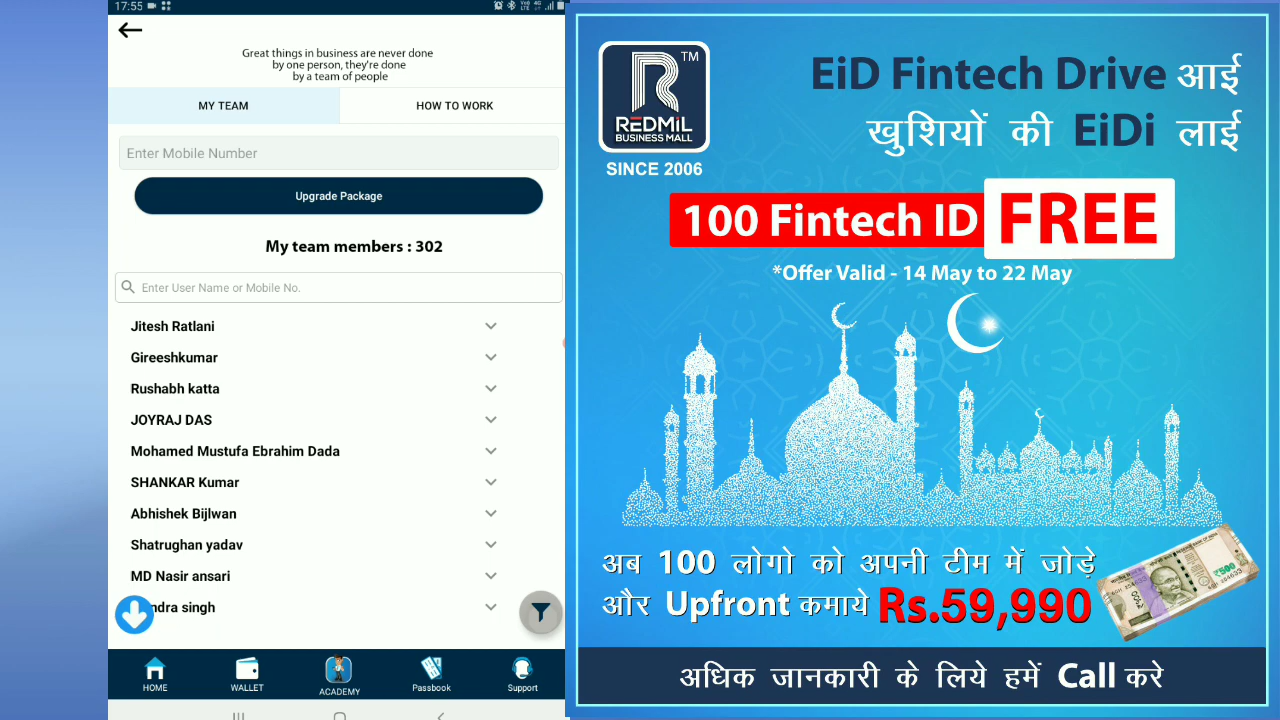 17:55
Great things in business are never done
by one person, they're done
by a team of people
MY TEAM
HOW TO WORK
Enter Mobile Number
Upgrade Package
My team members : 302
Enter User Name or Mobile No.
Jitesh Ratlani
Gireeshkumar
Rushabh katta
JOYRAJ DAS
Mohamed Mustufa Ebrahim Dada
SHANKAR Kumar
Abhishek Bijlwan
Shatrughan yadav
MD Nasir ansari
singh
HOME
WALLET
ACADEMY
Passbook
Support
R TM
REDMIL
BUSINESS MALL
SINCE 2006
EiD Fintech Drive आई
खुशियों की EiDi लाई
100 Fintech ID FREE
*Offer Valid - 14 May to 22 May
अब 100 लोगो को अपनी टीम में जोड़े
और Upfront कमाये Rs.59,990
₹500
अधिक जानकारी के लिये हमें Call करे